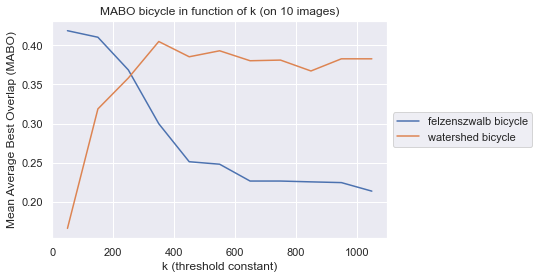 MABO bicycle in function of k (on 10 images)
Mean Average Best Overlap (MABO)
0.40
0.35
0.30
0.25
0.20
0 200 400 600 800 1000
k (threshold constant)
felzenszwalb bicycle
watershed bicycle